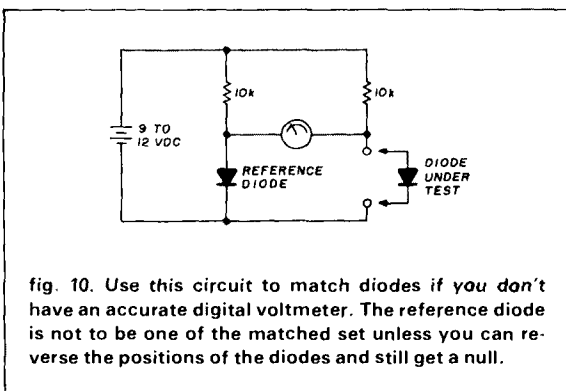 10k
10k
9 TO
12 VDC
REFERENCE
DIODE
DIODE
UNDER
TEST
fig. 10. Use this circuit to match diodes if you don't
have an accurate digital voltmeter. The reference diode
is not to be one of the matched set unless you can re-
verse the positions of the diodes and still get a null.